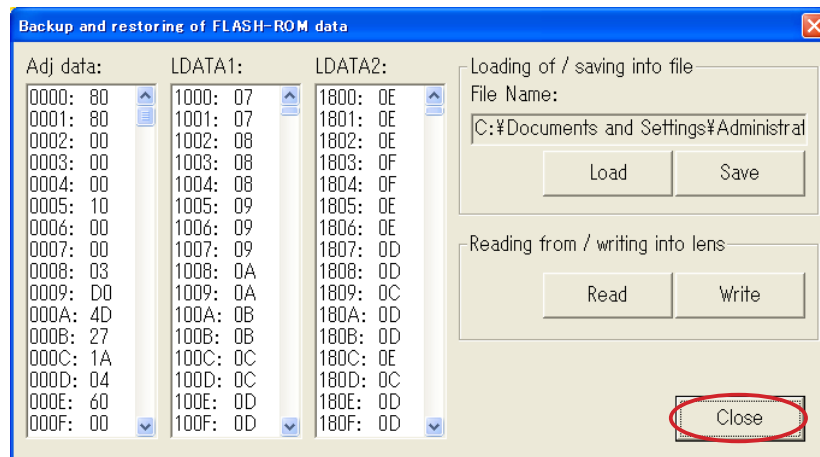 Backup and restoring of FLASH-ROM data
Adj data:
0000: 80
0001: 80
0002: 00
0003: 00
0004: 00
0005: 10
0006: 00
0007: 00
0008: 03
0009: D0
000A: 4D
000B: 27
000C: 1A
000D: 04
000E: 60
000F: 00
LDATA1:
1000: 07
1001: 07
1002: 08
1003: 08
1004: 08
1005: 09
1006: 09
1007: 09
1008: 0A
1009: 0A
100A: 0B
100B: 0B
100C: 0C
100D: 0C
100E: 0D
100F: 0D
LDATA2:
1800: 0E
1801: 0E
1802: 0E
1803: 0F
1804: 0F
1805: 0E
1806: 0E
1807: 0D
1808: 0D
1809: 0C
180A: 0D
180B: 0D
180C: 0E
180D: 0C
180E: 0D
180F: 0D
Loading of / saving into file
File Name:
C:¥Documents and Settings¥Administrat
Load
Save
Reading from / writing into lens
Read
Write
Close